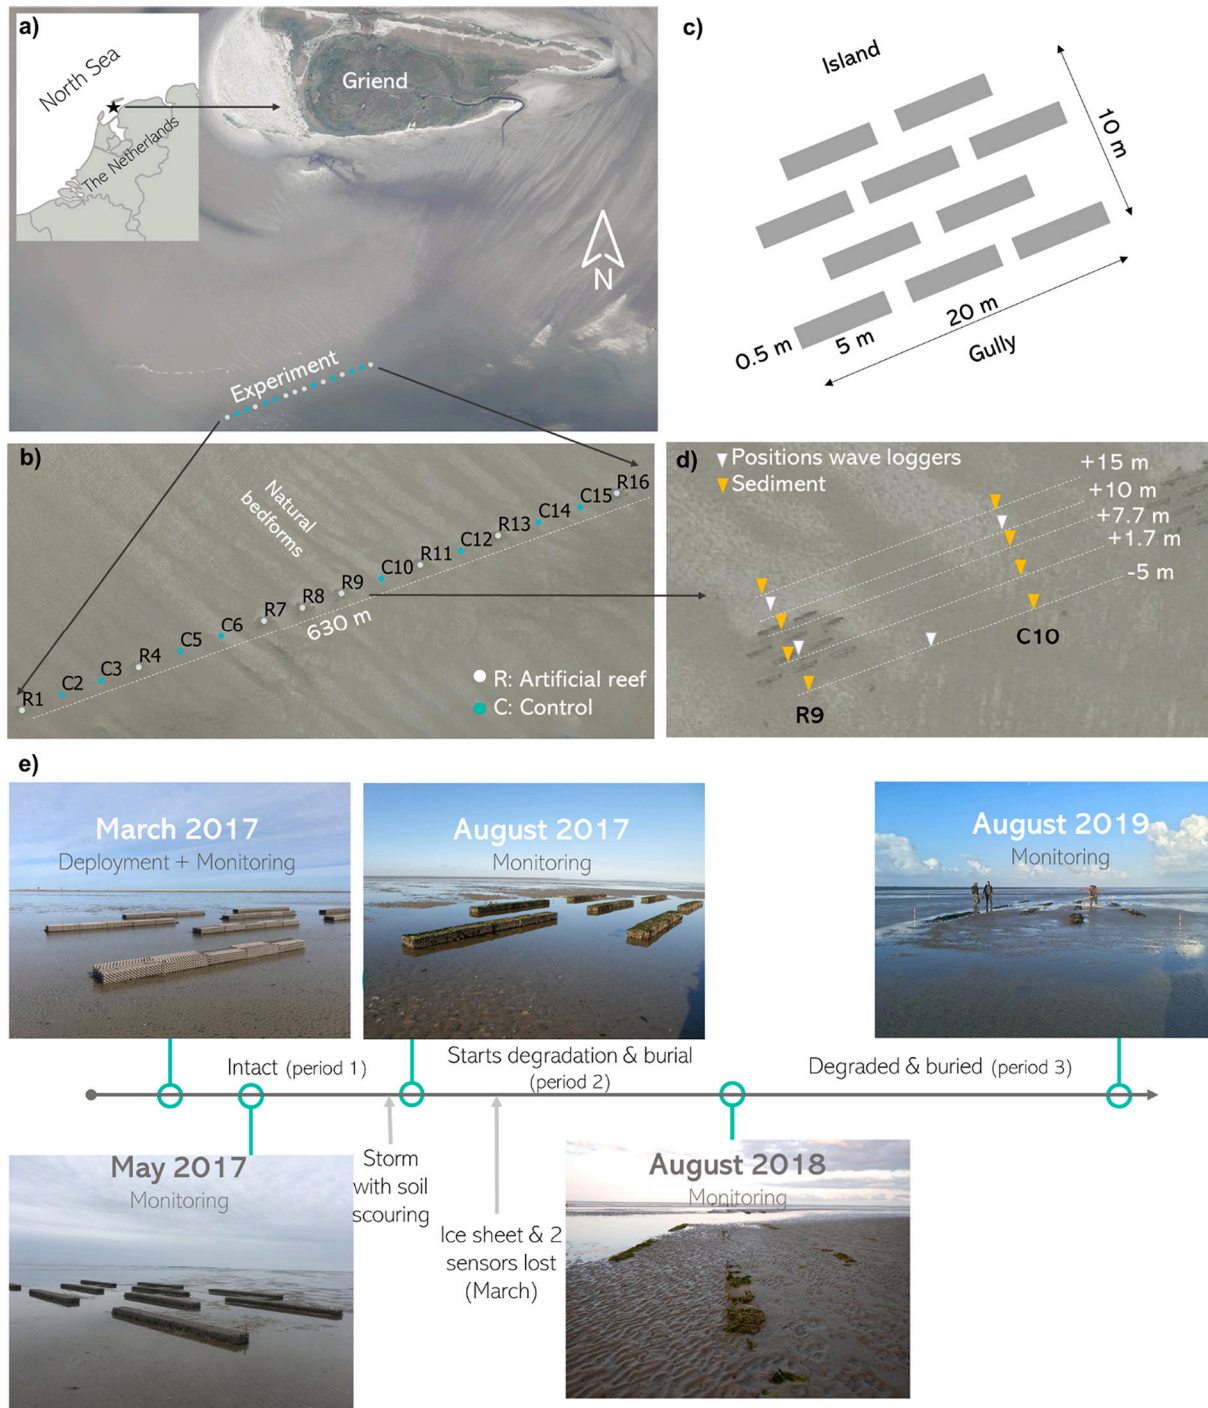 a)
North Sea
The Netherlands
Griend
N
Experiment
c)
Island
10 m
20 m
5 m
0.5 m
Gully
b)
Natural
bedforms
R1
C2
C3
R4
C5
C6
R7
R8
R9
C10
R11
C12
R13
C14
C15
R16
630 m
R: Artificial reef
C: Control
d)
Positions wave loggers
Sediment
+15 m
+10 m
+7.7 m
+1.7 m
-5 m
C10
R9
e)
March 2017
Deployment + Monitoring
August 2017
Monitoring
August 2019
Monitoring
Intact (period 1)
Starts degradation & burial
(period 2)
Degraded & buried (period 3)
May 2017
Monitoring
Storm
with soil
scouring
Ice sheet & 2
sensors lost
(March)
August 2018
Monitoring